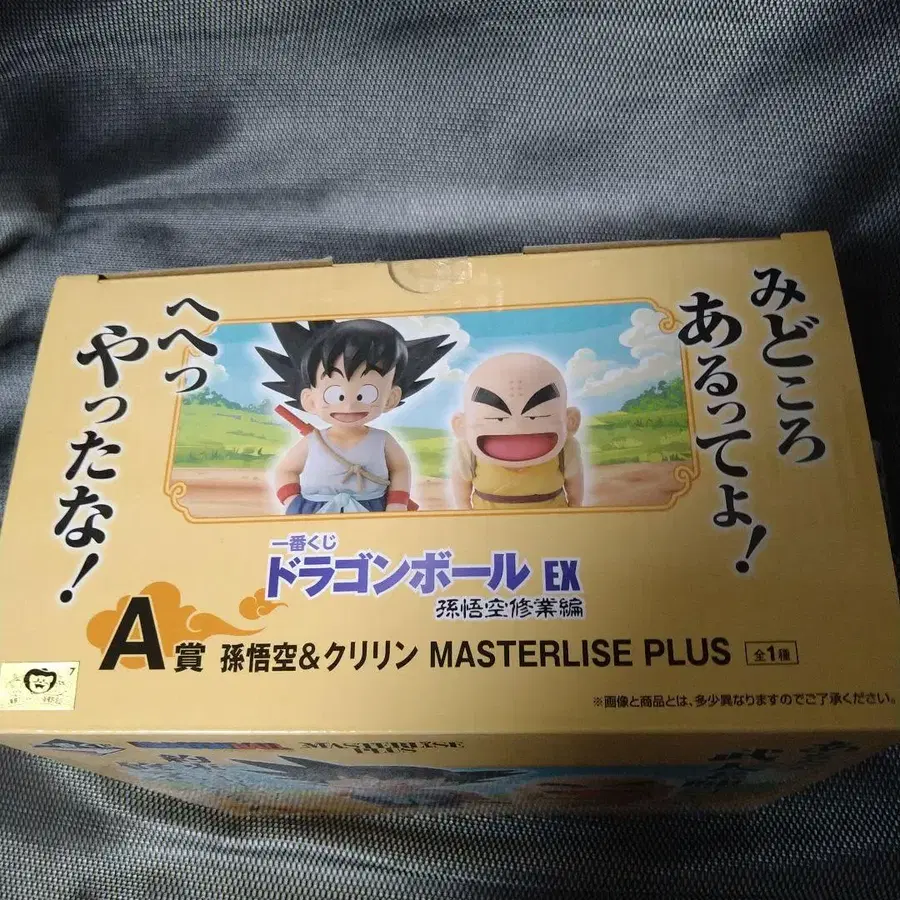 みどころ
あるってよ！
へへっ
やったな！
一番くじ
ドラゴンボール EX
孫悟空修業編
A賞 孫悟空&クリリン MASTERLISE PLUS 全1種
※画像と商品とは、多少異なりますのでご了承ください。
MASTERLISE
PLUS